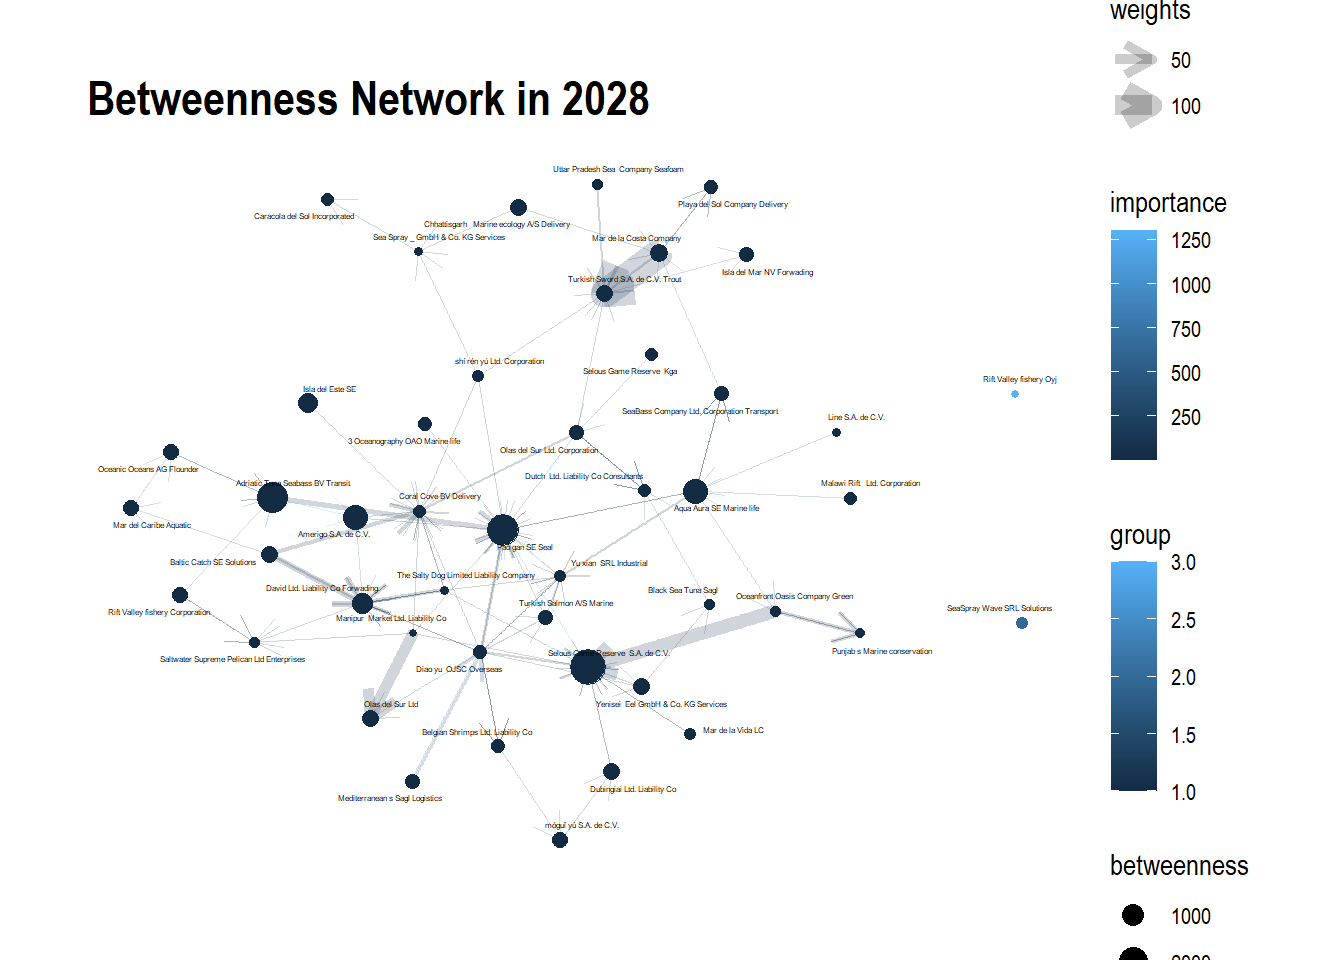 weights
50
100
Betweenness Network in 2028
Uttar Pradesh Sea Company Seafoam
Caracola del Sol Incorporated
Playa del Sol Company Delivery
Chhattisgarh Marine ecology A/S Delivery
Sea Spray _ GmbH & Co. KG Services
Mar de la Costa Company
Isla del Mar NV Forwading
Turkish Sword S.A. de C.V. Trout
importance
1250
1000
750
500
250
shí rén yú Ltd. Corporation
Selous Game Reserve Kga
Rift Valley fishery Oyj
Isla del Este SE
SeaBass Company Ltd. Corporation Transport
Line S.A. de C.V.
3 Oceanography OAO Marine life
Olas del Sur Ltd. Corporation
Oceanic Oceans AG Flounder
Adriatic Tuna Seabass BV Transit
Dutch Ltd. Liability Co Consultants
Malawi Rift Ltd. Corporation
Coral Cove BV Delivery
Aqua Aura SE Marine life
Mar del Caribe Aquatic
Amerigo S.A. de C.V.
group
3.0
2.5
2.0
1.5
1.0
SE Seal
Baltic Catch SE Solutions
Yu xian SRL Industrial
The Salty Dog Limited Liability Company
David Ltd. Liability Co Forwading
Black Sea Tuna Sagl
Oceanfront Oasis Company Green
Turkish Salmon A/S Marine
SeaSpray Wave SRL Solutions
Rift Valley fishery Corporation
Manipur Market Ltd. Liability Co
Saltwater Supreme Pelican Ltd Enterprises
Selous Game Reserve S.A. de C.V.
Punjab s Marine conservation
Diao yu OJSC Overseas
Olas del Sur Ltd
Yenisei Eel GmbH & Co. KG Services
Belgian Shrimps Ltd. Liability Co
Mar de la Vida LC
Dubingiai Ltd. Liability Co
Mediterranean s Sagl Logistics
móguǐ yú S.A. de C.V.
betweenness
1000
2000